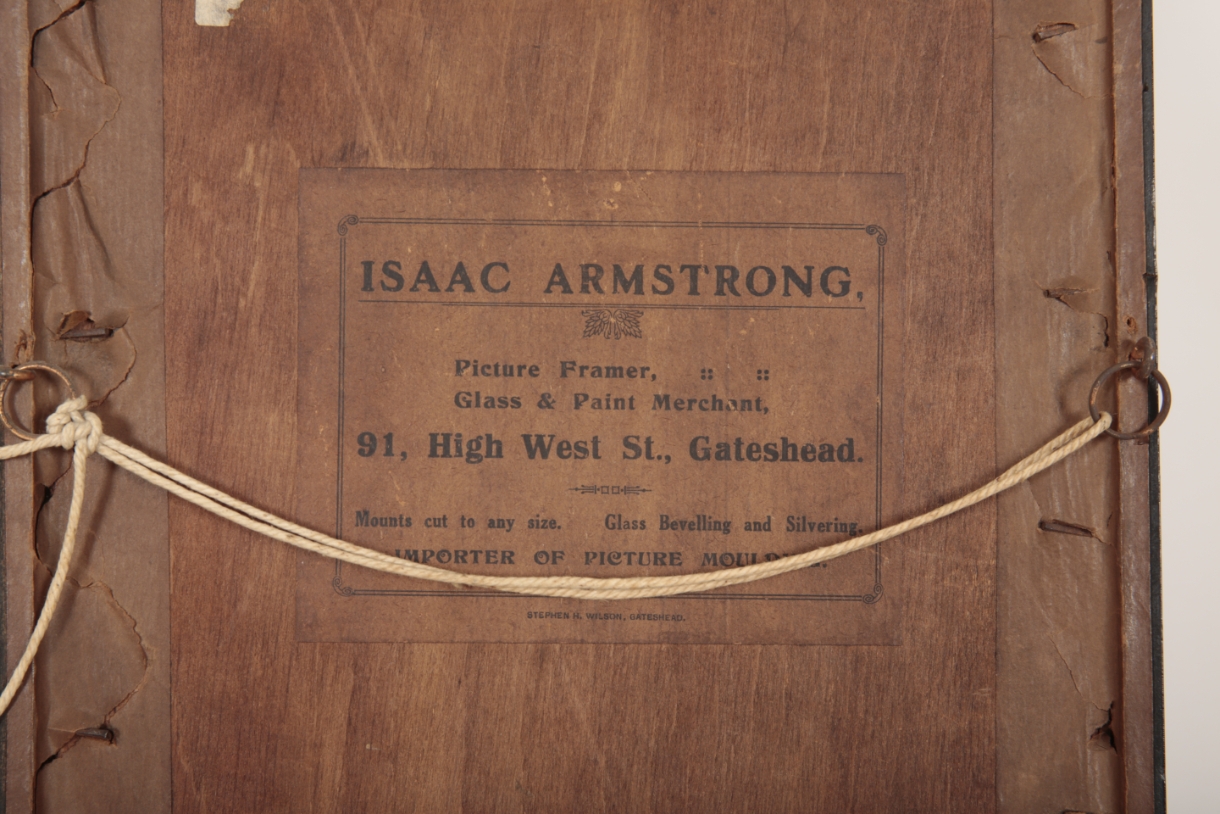 ISAAC ARMSTRONG,
Picture Framer, :: ::
Glass & Paint Merchant,
91, High West St., Gateshead.
Mounts cut to any size. Glass Bevelling and Silvering.
IMPORTER OF PICTURE
STEPHEN H. WILSON, GATESHEAD.